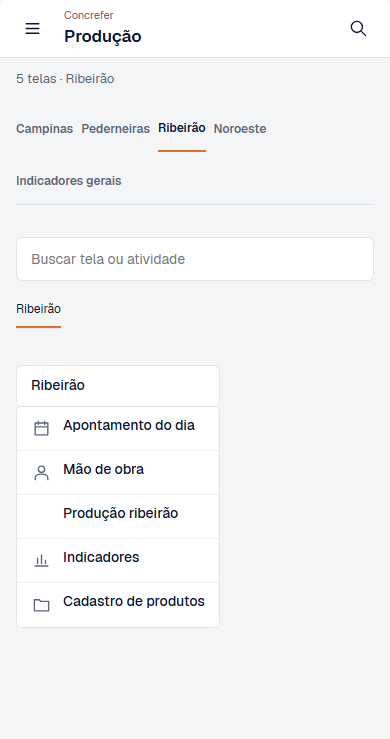 Concrefer
Produção
5 telas · Ribeirão
Campinas Pederneiras Ribeirão Noroeste
Indicadores gerais
Buscar tela ou atividade
Ribeirão
Ribeirão
Apontamento do dia
Mão de obra
Produção ribeirão
Indicadores
Cadastro de produtos